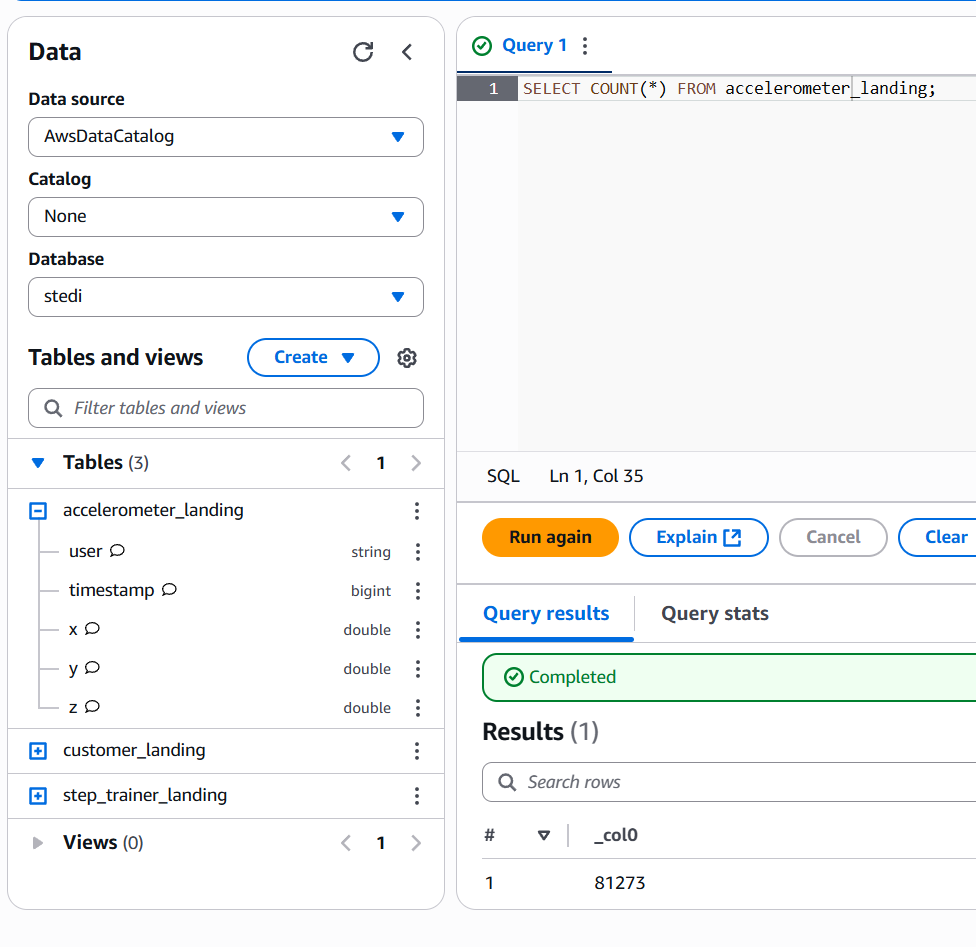 Data
Data source
AwsDataCatalog
Catalog
None
Database
stedi
Tables and views
Create
Filter tables and views
Tables (3)
1
accelerometer_landing
user
string
timestamp
bigint
x
double
y
double
z
double
customer_landing
step_trainer_landing
Views (0)
1
Query 1
1
SELECT COUNT(*) FROM accelerometer_landing;
SQL
Ln 1, Col 35
Run again
Explain
Cancel
Clear
Query results
Query stats
Completed
Results (1)
Search rows
#
_col0
1
81273